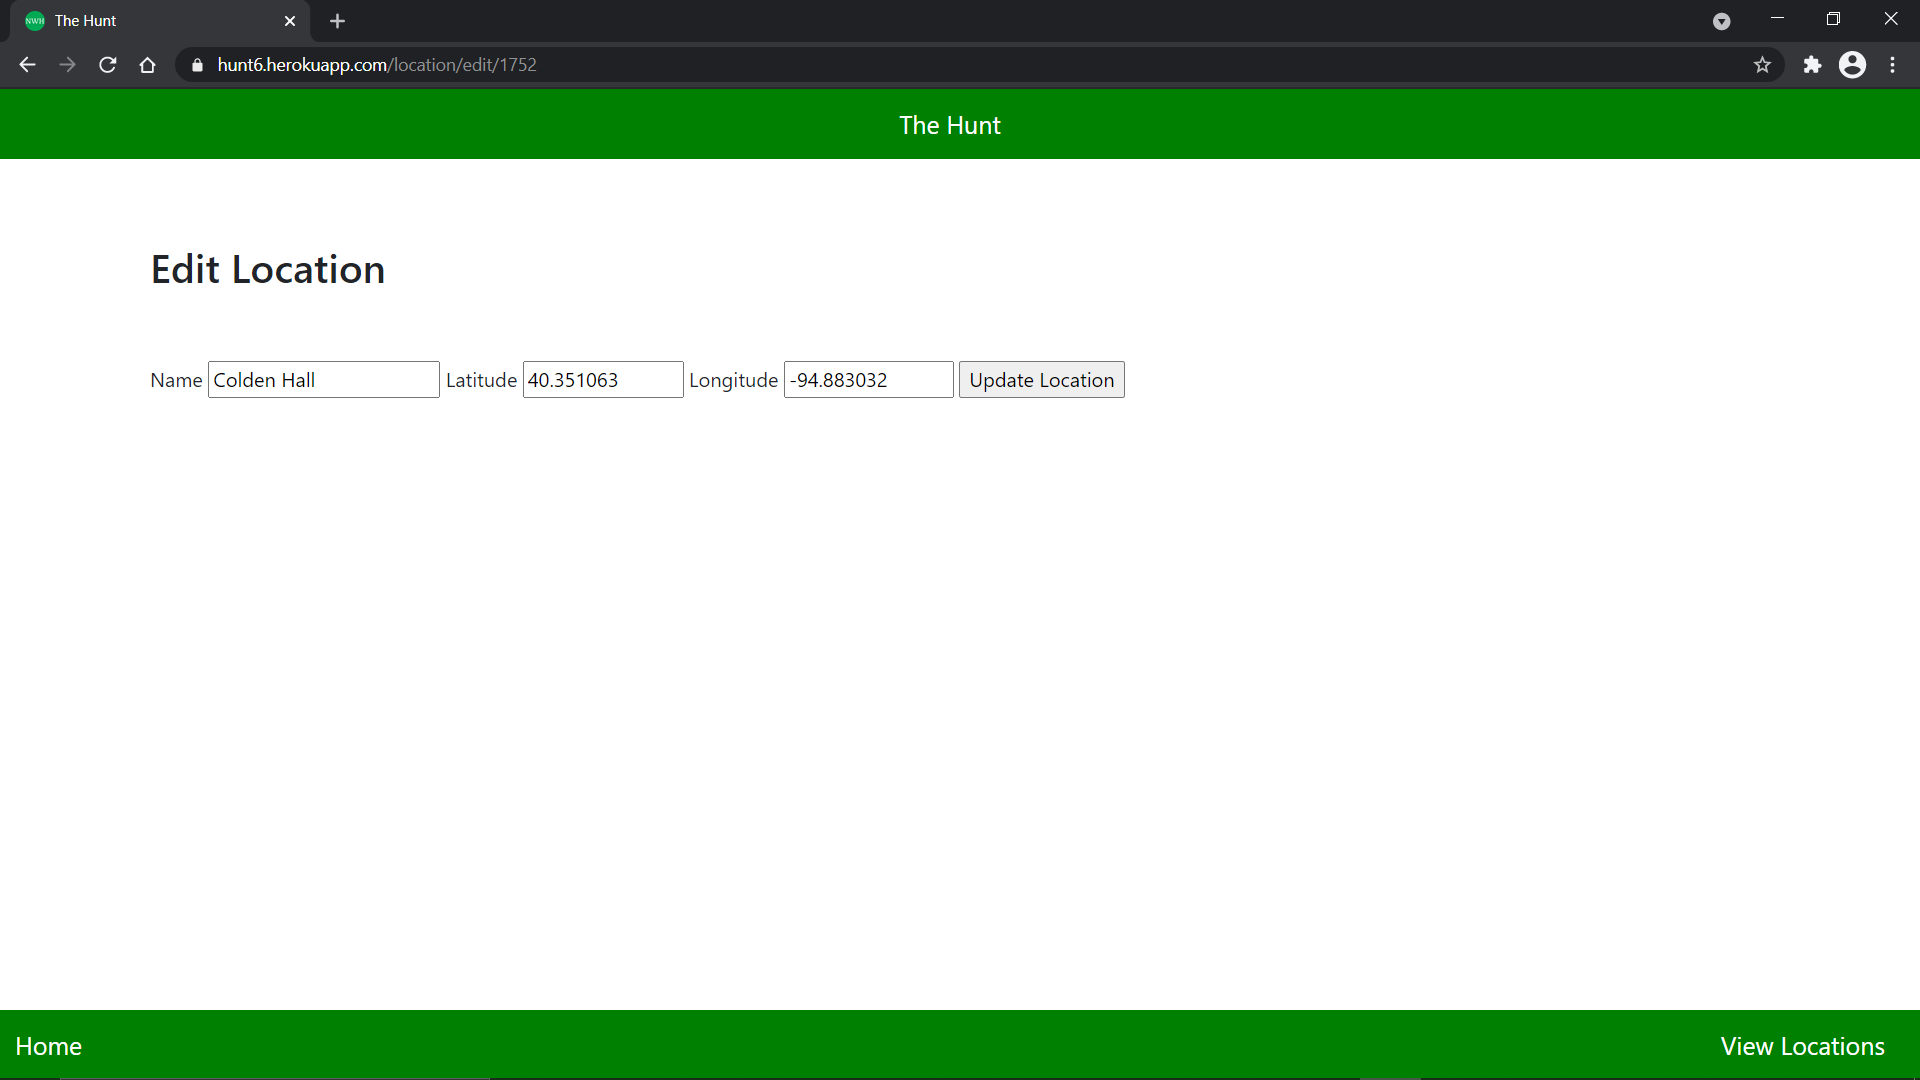 NWH The Hunt
hunt6.herokuapp.com/location/edit/1752
The Hunt
Edit Location
Name Colden Hall Latitude 40.351063 Longitude -94.883032 Update Location
Home View Locations